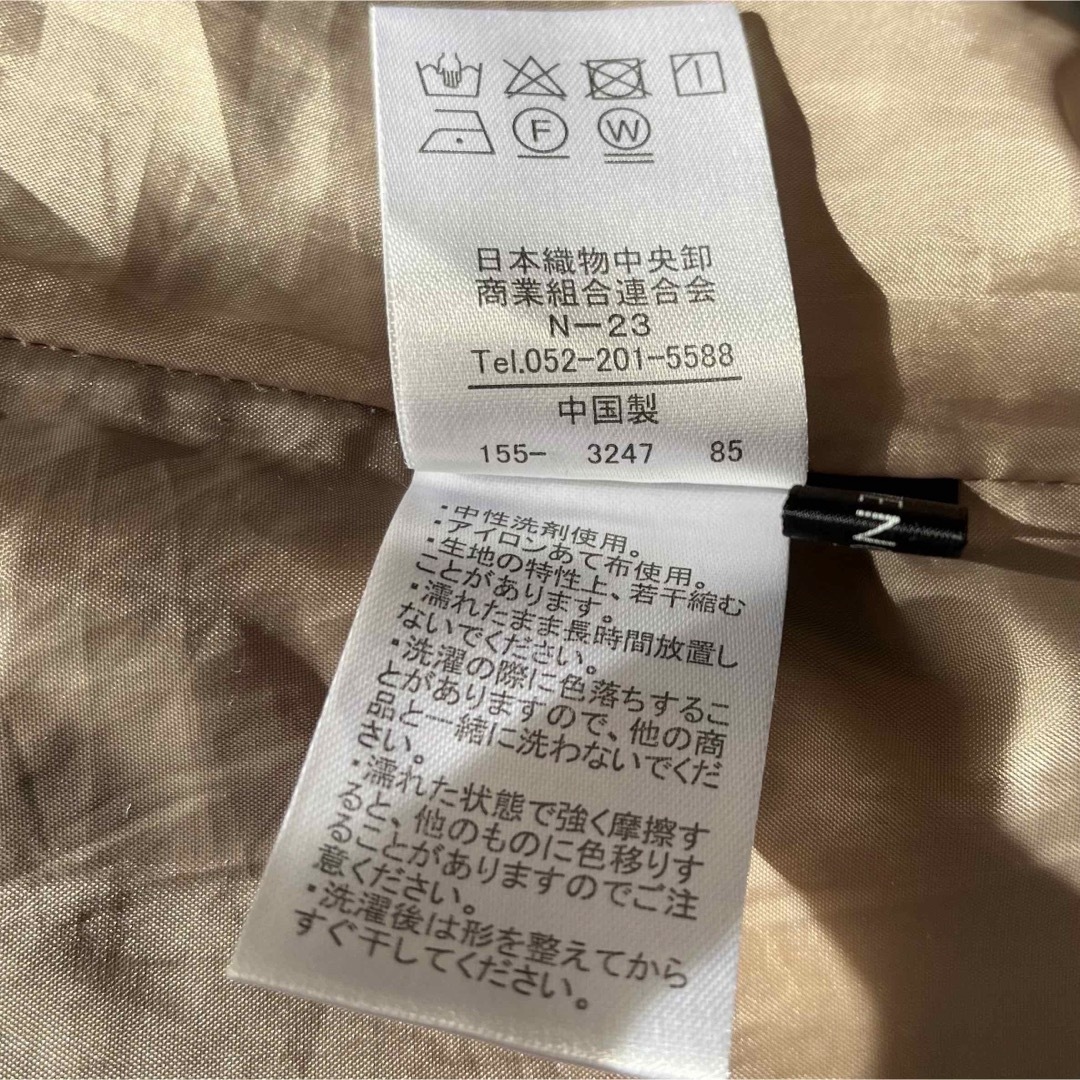 F W
日本織物中央卸
商業組合連合会
N-23
Tel.052-201-5588
中国製
155- 3247 85
・中性洗剤使用。
・アイロンあて布使用。
・生地の特性上、若干縮む
ことがあります。
・濡れたまま長時間放置し
ないでください。
・洗濯の際に色落ちするこ
とがありますので、他の商
品と一緒に洗わないでくだ
さい。
・濡れた状態で強く摩擦す
ると、他のものに色移りす
ることがありますのでご注
意ください。
・洗濯後は形を整えてから
すぐ干してください。